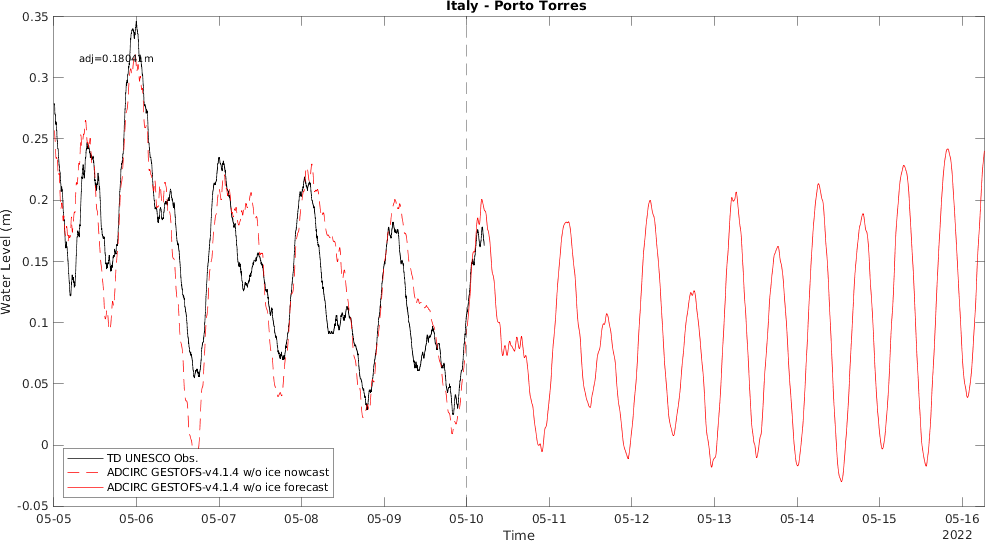 Italy - Porto Torres
0.35
0.3
0.25
0.2
0.15
0.1
0.05
0
-0.05
Water Level (m)
adj=0.18041m
TD UNESCO Obs.
ADCIRC GESTOFS-v4.1.4 w/o ice nowcast
ADCIRC GESTOFS-v4.1.4 w/o ice forecast
05-05 05-06 05-07 05-08 05-09 05-10 05-11 05-12 05-13 05-14 05-15 05-16
Time
2022